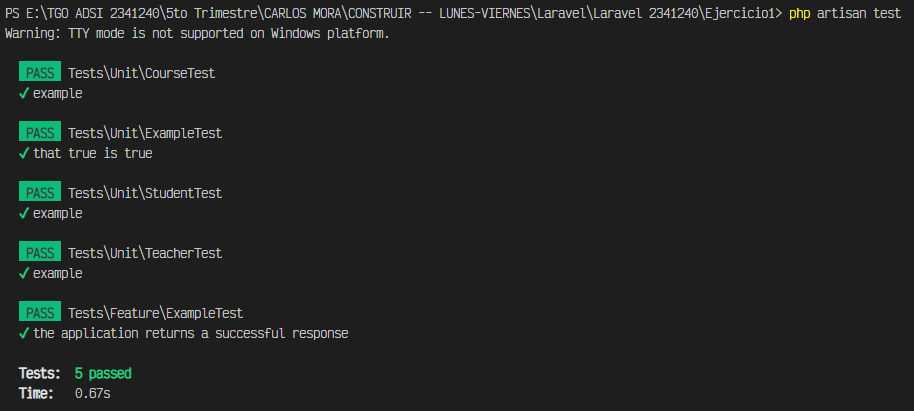 PS E:\TGO ADSI 2341240\5to Trimestre\CARLOS MORA\CONSTRUIR -- LUNES-VIERNES\Laravel\Laravel 2341240\Ejercicio1> php artisan test
Warning: TTY mode is not supported on Windows platform.
PASS Tests\Unit\CourseTest
✓ example
PASS Tests\Unit\ExampleTest
✓ that true is true
PASS Tests\Unit\StudentTest
✓ example
PASS Tests\Unit\TeacherTest
✓ example
PASS Tests\Feature\ExampleTest
✓ the application returns a successful response
Tests: 5 passed
Time: 0.67s